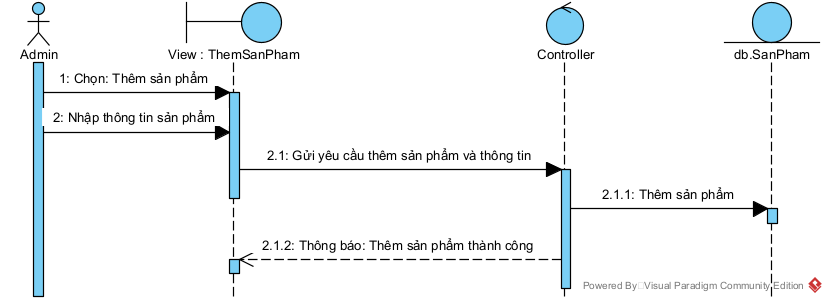 Admin
View : ThemSanPham
Controller
db.SanPham
1: Chọn: Thêm sản phẩm
2: Nhập thông tin sản phẩm
2.1: Gửi yêu cầu thêm sản phẩm và thông tin
2.1.1: Thêm sản phẩm
2.1.2: Thông báo: Thêm sản phẩm thành công
Powered By Visual Paradigm Community Edition